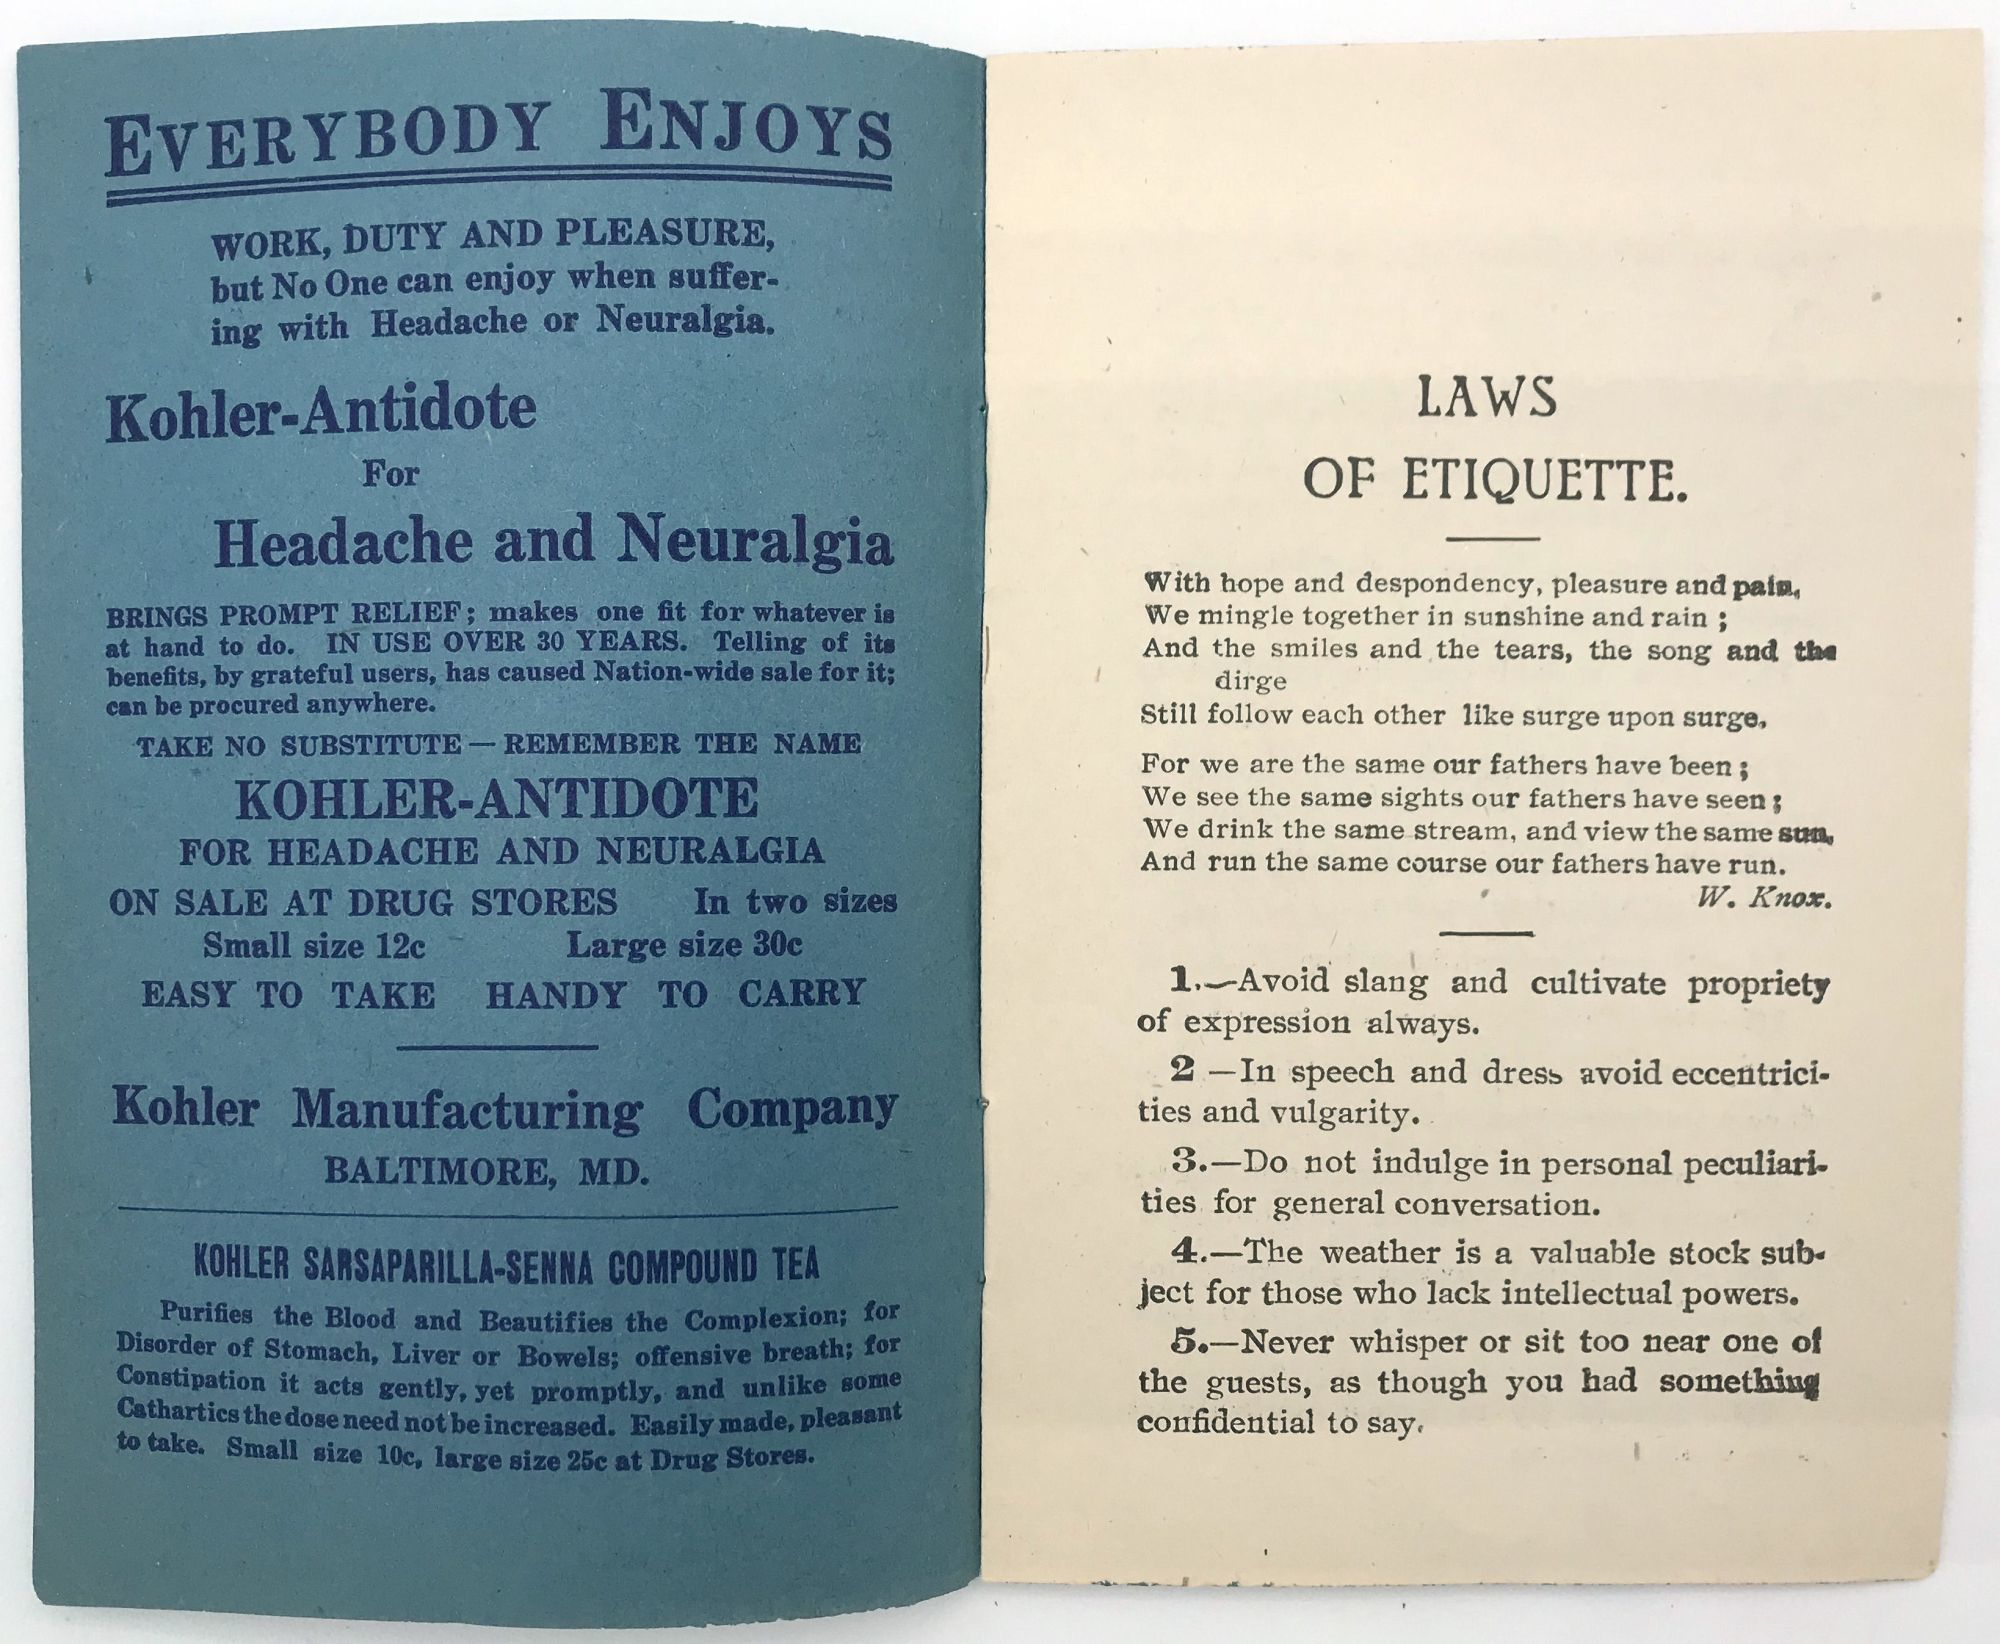 EVERYBODY ENJOYS
WORK, DUTY AND PLEASURE,
but No One can enjoy when suffer-
ing with Headache or Neuralgia.
Kohler-Antidote
For
Headache and Neuralgia
BRINGS PROMPT RELIEF; makes one fit for whatever is
at hand to do. IN USE OVER 30 YEARS. Telling of its
benefits, by grateful users, has caused Nation-wide sale for it;
can be procured anywhere.
TAKE NO SUBSTITUTE — REMEMBER THE NAME
KOHLER-ANTIDOTE
FOR HEADACHE AND NEURALGIA
ON SALE AT DRUG STORES In two sizes
Small size 12c Large size 30c
EASY TO TAKE HANDY TO CARRY
Kohler Manufacturing Company
BALTIMORE, MD.
KOHLER SARSAPARILLA-SENNA COMPOUND TEA
Purifies the Blood and Beautifies the Complexion; for
Disorder of Stomach, Liver or Bowels; offensive breath; for
Constipation it acts gently, yet promptly, and unlike some
Cathartics the dose need not be increased. Easily made, pleasant
to take. Small size 10c, large size 25c at Drug Stores.
LAWS
OF ETIQUETTE.
With hope and despondency, pleasure and pain,
We mingle together in sunshine and rain;
And the smiles and the tears, the song and the
dirge
Still follow each other like surge upon surge.
For we are the same our fathers have been;
We see the same sights our fathers have seen;
We drink the same stream, and view the same sun,
And run the same course our fathers have run.
W. Knox.
1.—Avoid slang and cultivate propriety
of expression always.
2 —In speech and dress avoid eccentrici-
ties and vulgarity.
3.—Do not indulge in personal peculiari-
ties for general conversation.
4.—The weather is a valuable stock sub-
ject for those who lack intellectual powers.
5.—Never whisper or sit too near one of
the guests, as though you had something
confidential to say.